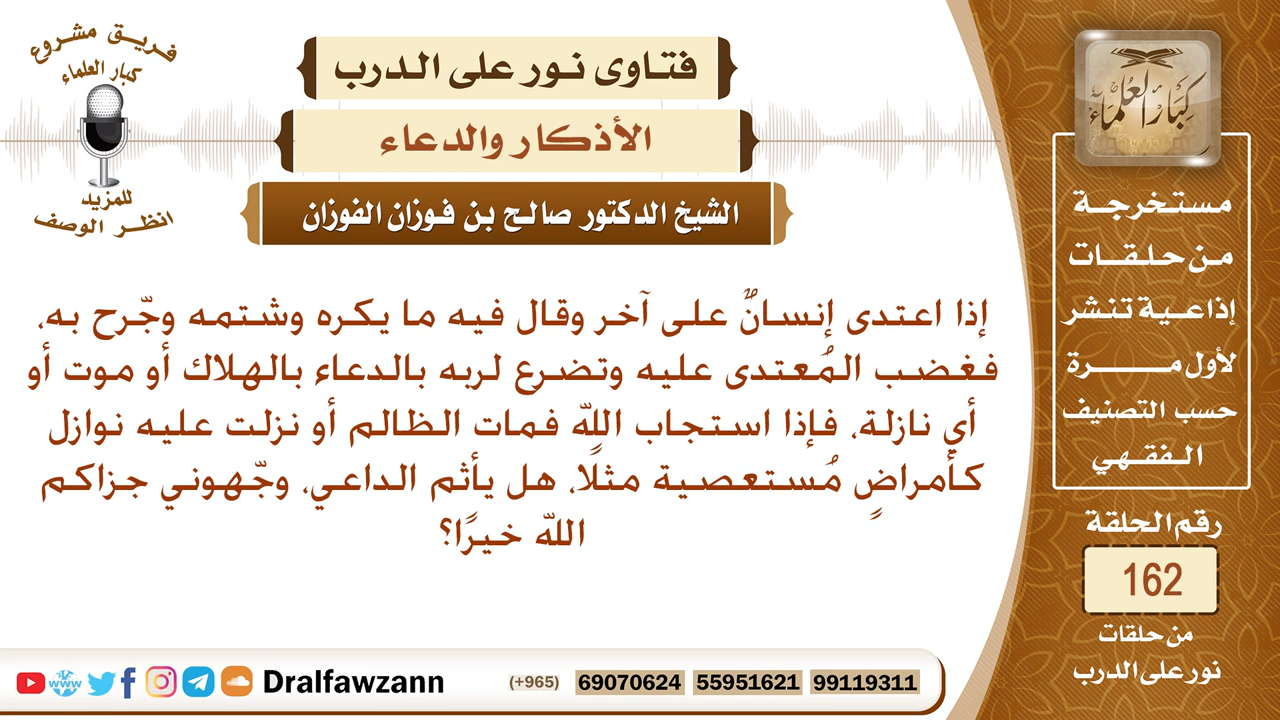 فريق مشروع
كبار العلماء
للمزيد
انظر الوصف
فتاوى نور على الدرب
الأذكار والدعاء
الشيخ الدكتور صالح بن فوزان الفوزان
إذا اعتدى إنسانٌ على آخر وقال فيه ما يكره وشتمه وجّرح به،
فغضب المُعتدى عليه وتضرع لربه بالدعاء بالهلاك أو موت أو
أي نازلة، فإذا استجاب اللّٰه فمات الظالم أو نزلت عليه نوازل
كأمراضٍ مُستعصية مثلًا، هل يأثم الداعي، وجّهوني جزاكم
اللّٰه خيرًا؟
كبار العلماء
مستخرجة
من حلقات
إذاعية تنشر
لأول مرة
حسب التصنيف
الفقهي
رقم الحلقة
162
من حلقات
نور على الدرب
www
Dralfawzann (+965) 69070624 55951621 99119311